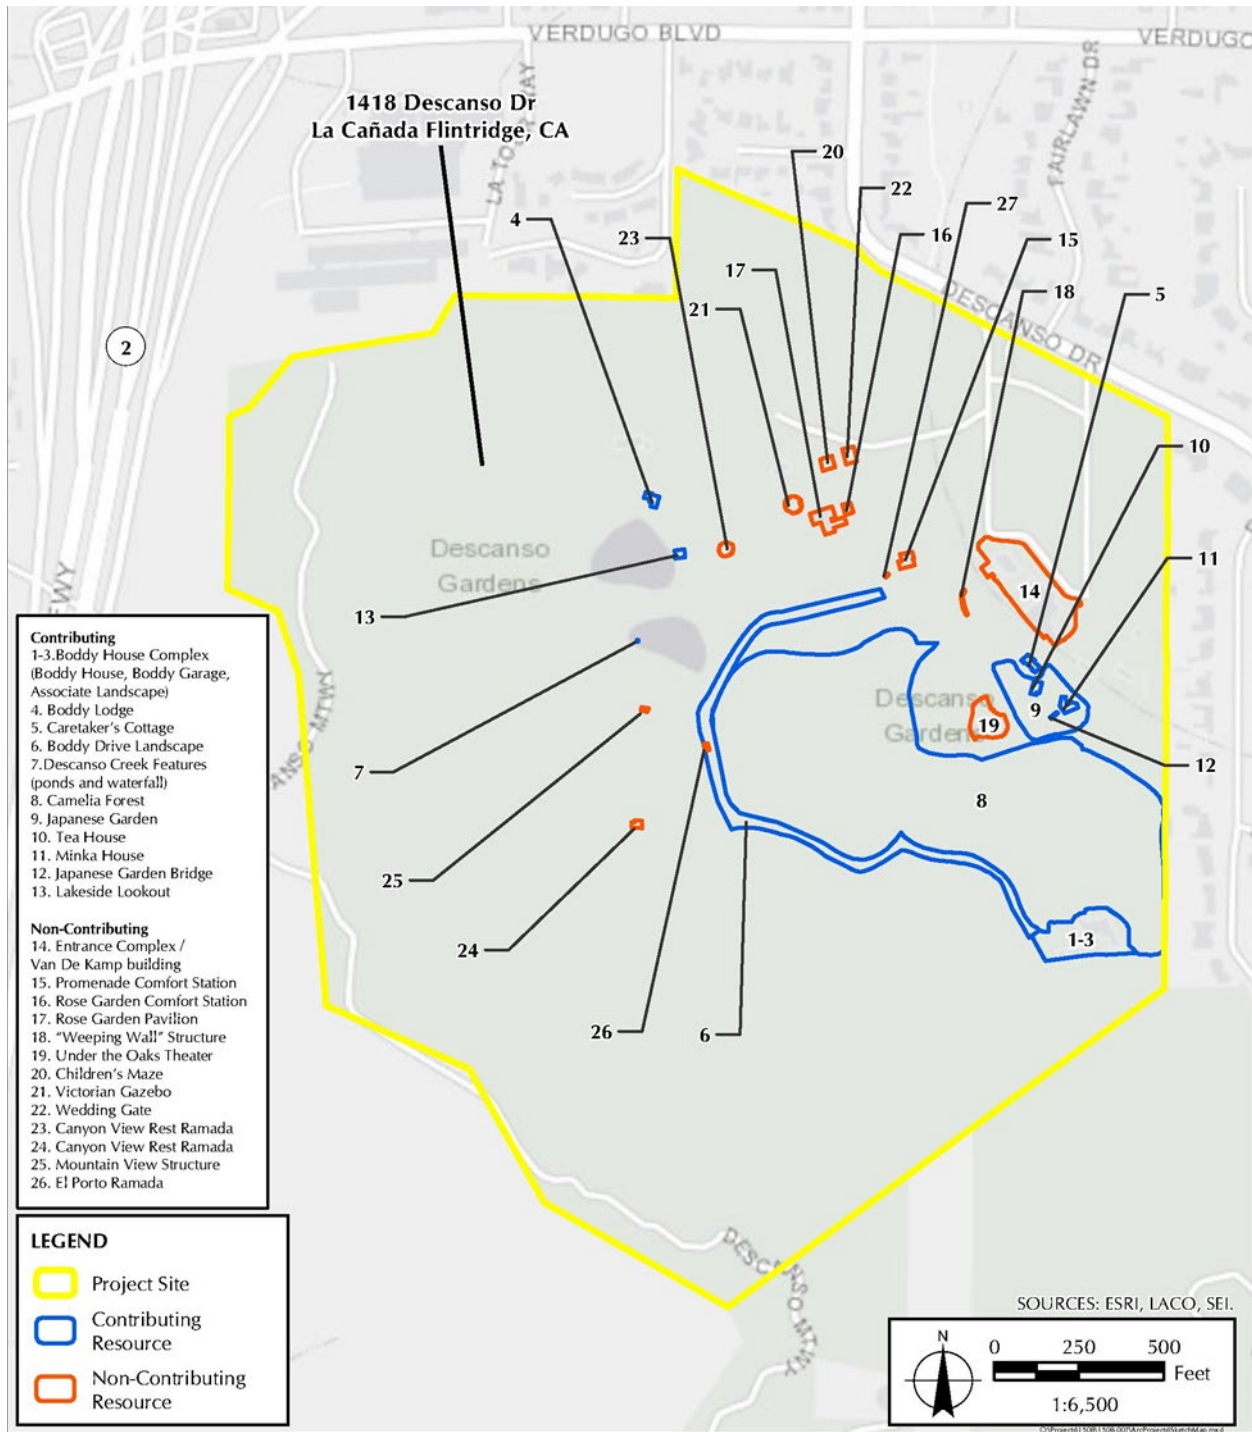 VERDUGO BLVD
VERDUGO
1418 Descanso Dr
La Cañada Flintridge, CA
LA TOUR WAY
FAIRLAWN DR
20
22
4
27
23
16
15
17
18
5
21
DESCANSO DR
2
10
Descanso
Gardens
11
14
13
FWY
Descanso
Gardens
9
19
12
7
8
25
24
1-3
26
6
DESCANSO MTWY
Contributing
1-3.Boddy House Complex
(Boddy House, Boddy Garage,
Associate Landscape)
4. Boddy Lodge
5. Caretaker's Cottage
6. Boddy Drive Landscape
7.Descanso Creek Features
(ponds and waterfall)
8. Camelia Forest
9. Japanese Garden
10. Tea House
11. Minka House
12. Japanese Garden Bridge
13. Lakeside Lookout
Non-Contributing
14. Entrance Complex /
Van De Kamp building
15. Promenade Comfort Station
16. Rose Garden Comfort Station
17. Rose Garden Pavilion
18. "Weeping Wall" Structure
19. Under the Oaks Theater
20. Children's Maze
21. Victorian Gazebo
22. Wedding Gate
23. Canyon View Rest Ramada
24. Canyon View Rest Ramada
25. Mountain View Structure
26. El Porto Ramada
LEGEND
Project Site
Contributing
Resource
Non-Contributing
Resource
SOURCES: ESRI, LACO, SEI.
N
0 250 500
Feet
1:6,500